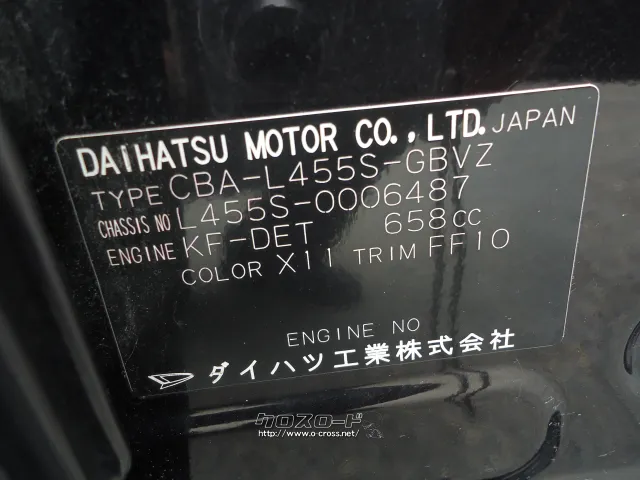 DAIHATSU MOTOR CO., LTD. JAPAN
TYPE CBA-L455S-GBVZ
CHASSIS NO L455S-0006487
ENGINE KF-DET 658CC
COLOR X11 TRIM FF10
ENGINE NO
ダイハツ工業株式会社
クロスロード
http://www.o-cross.net/